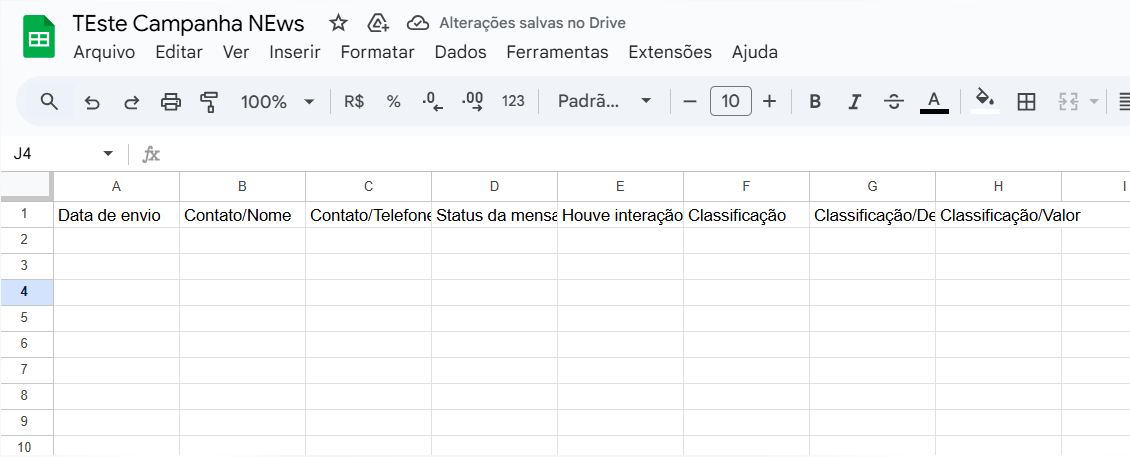 TEste Campanha NEws Alterações salvas no Drive
Arquivo Editar Ver Inserir Formatar Dados Ferramentas Extensões Ajuda
100% R$ % .0 .00 123 Padrã... 10 B I S A
J4 fx
A B C D E F G H I
1 Data de envio Contato/Nome Contato/Telefone Status da mensa Houve interação Classificação Classificação/De Classificação/Valor
2
3
4
5
6
7
8
9
10